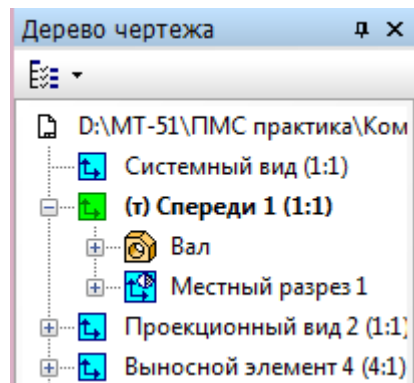 Дерево чертежа
D:\МТ-51\ПМС практика\Ком
Системный вид (1:1)
(т) Спереди 1 (1:1)
Вал
Местный разрез 1
Проекционный вид 2 (1:1)
Выносной элемент 4 (4:1)